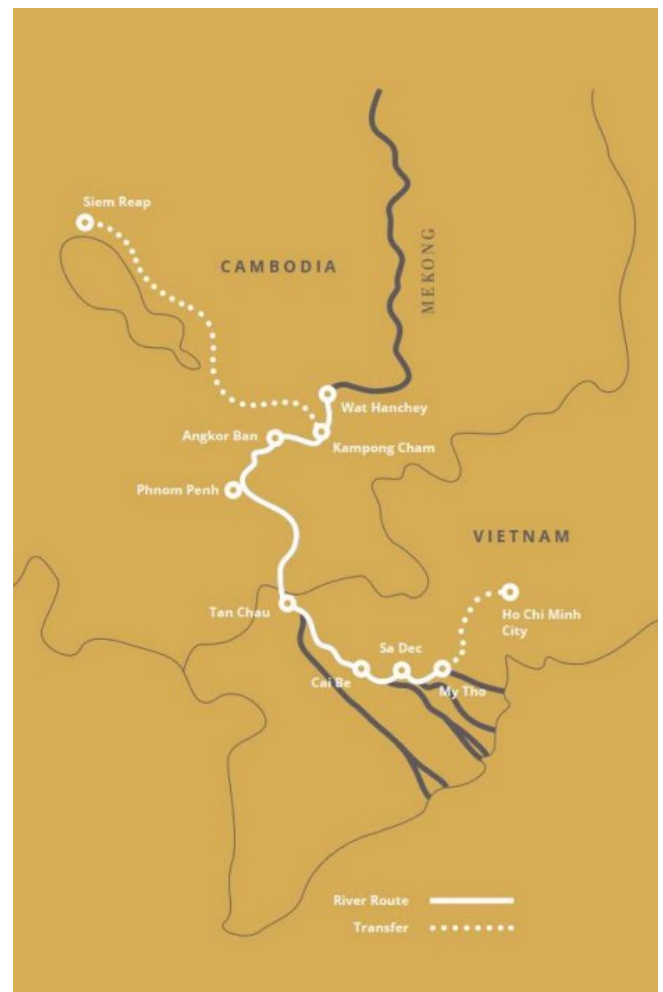 Siem Reap
CAMBODIA
MEKONG
Wat Hanchey
Angkor Ban
Kampong Cham
Phnom Penh
VIETNAM
Tan Chau
Ho Chi Minh
City
Sa Dec
Cai Be
My Tho
River Route
Transfer